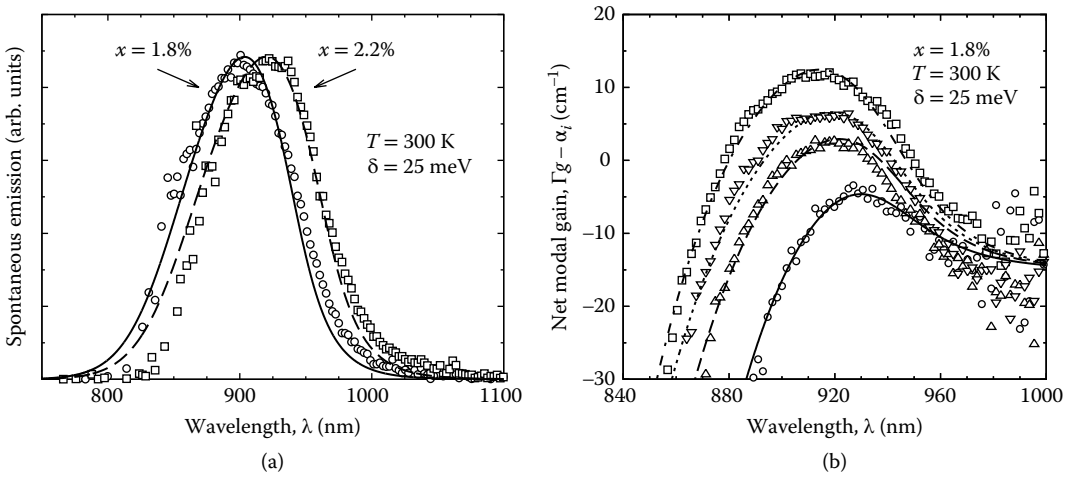 Spontaneous emission (arb. units)
x = 1.8%
x = 2.2%
T = 300 K
δ = 25 meV
800
900
1000
1100
Wavelength, λ (nm)
(a)
Net modal gain, Γg – αᵢ (cm⁻¹)
20
10
0
–10
–20
–30
x = 1.8%
T = 300 K
δ = 25 meV
840
880
920
960
1000
Wavelength, λ (nm)
(b)